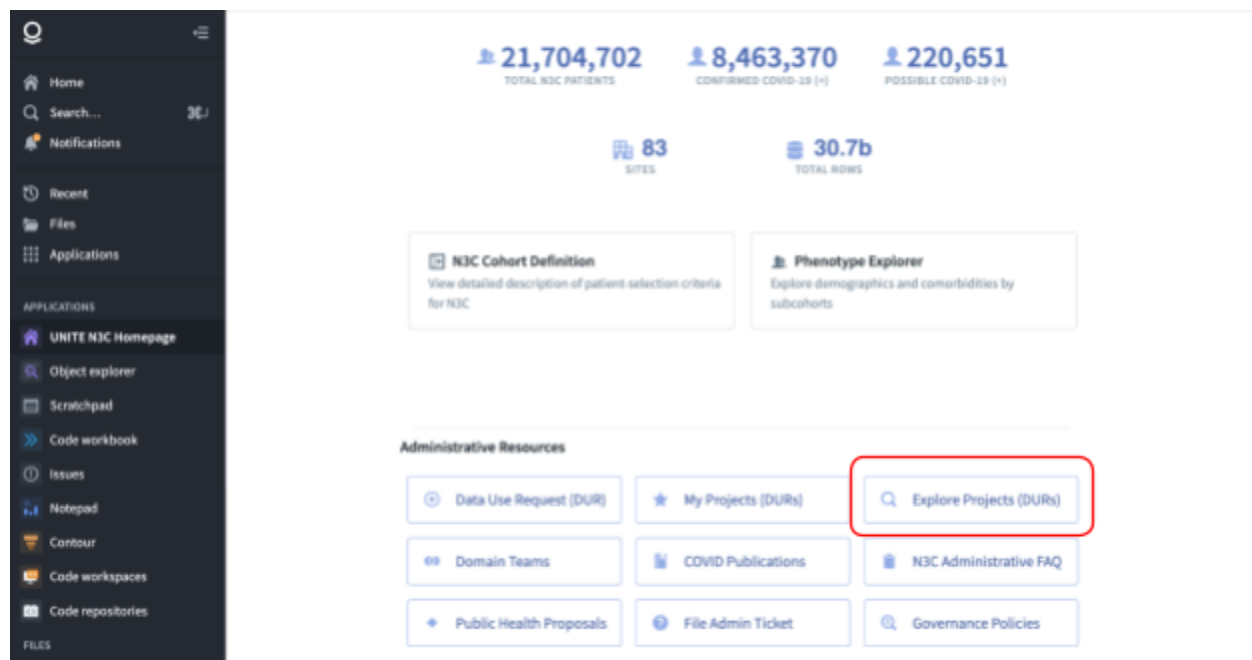 Home
Search...
⌘J
Notifications
Recent
Files
Applications
APPLICATIONS
UNITE N3C Homepage
Object explorer
Scratchpad
Code workbook
Issues
Notepad
Contour
Code workspaces
Code repositories
FILES
21,704,702
TOTAL N3C PATIENTS
8,463,370
CONFIRMED COVID-19 (+)
220,651
POSSIBLE COVID-19 (+)
83
SITES
30.7b
TOTAL ROWS
N3C Cohort Definition
View detailed description of patient selection criteria
for N3C
Phenotype Explorer
Explore demographics and comorbidities by
subcohorts
Administrative Resources
Data Use Request (DUR)
My Projects (DURs)
Explore Projects (DURs)
Domain Teams
COVID Publications
N3C Administrative FAQ
Public Health Proposals
File Admin Ticket
Governance Policies